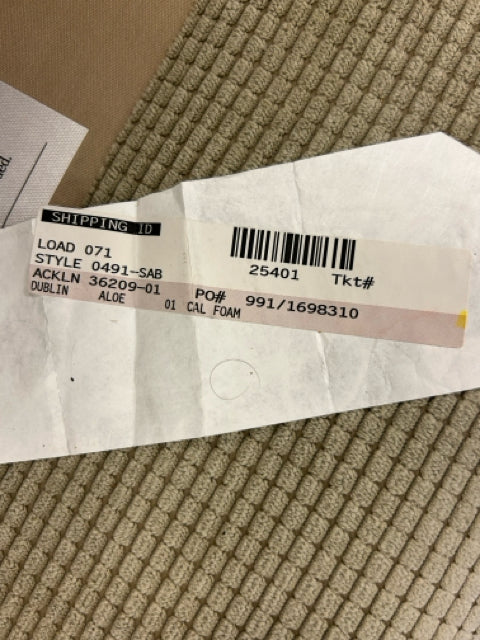 ed.
SHIPPING ID
LOAD 071
STYLE 0491-SAB
ACKLN 36209-01
DUBLIN ALOE 01 CAL FOAM
25401 Tkt#
PO# 991/1698310